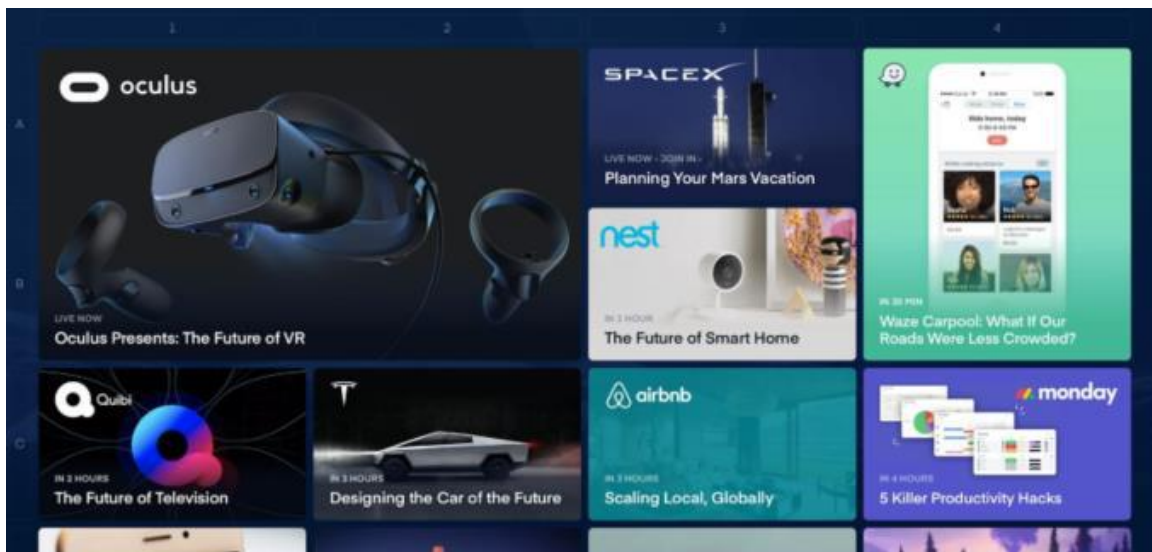 1
2
3
4
A
B
C
oculus
LIVE NOW
Oculus Presents: The Future of VR
SPACEX
LIVE NOW - JOIN IN -
Planning Your Mars Vacation
nest
IN 1 HOUR
The Future of Smart Home
Ride home, today
IN 30 MIN
Waze Carpool: What If Our
Roads Were Less Crowded?
Quibi
IN 2 HOURS
The Future of Television
IN 3 HOURS
Designing the Car of the Future
airbnb
IN 3 HOURS
Scaling Local, Globally
monday
IN 4 HOURS
5 Killer Productivity Hacks